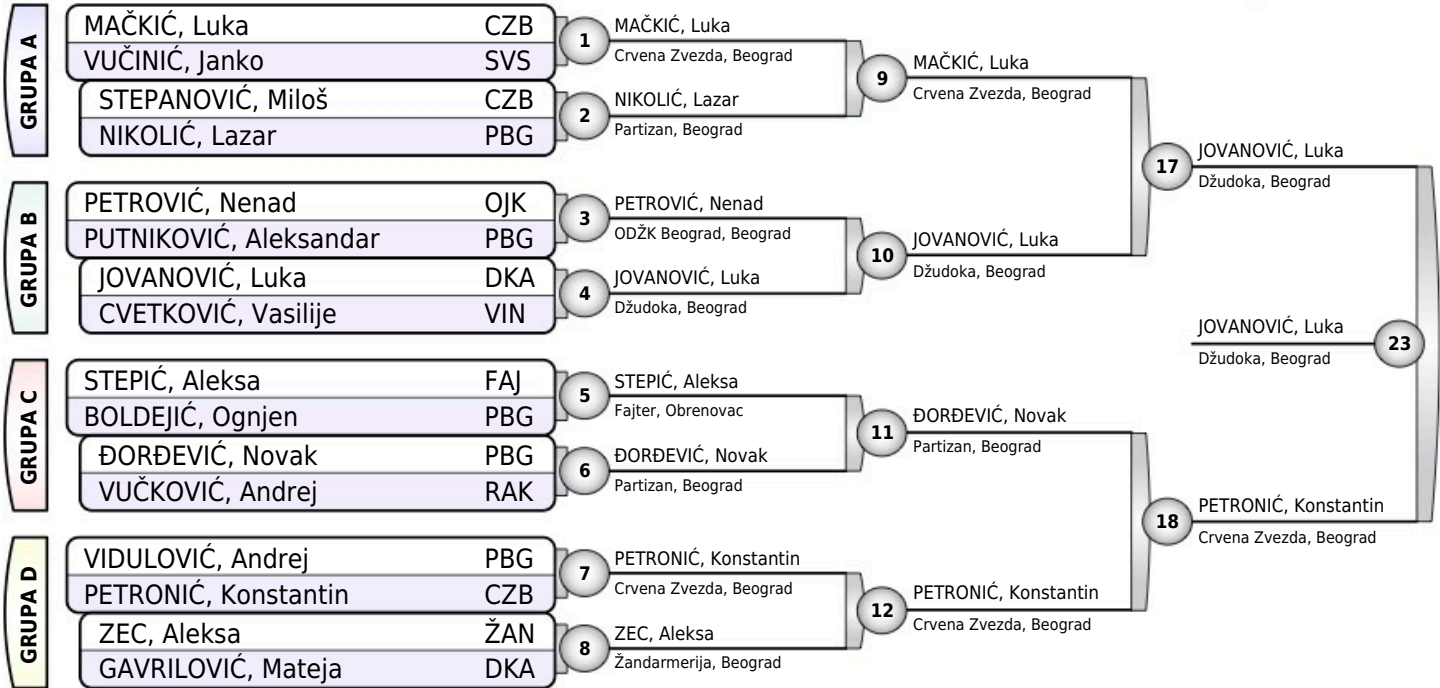 GRUPA A
MAČKIĆ, Luka CZB
VUČINIĆ, Janko SVS
STEPANOVIĆ, Miloš CZB
NIKOLIĆ, Lazar PBG
1
MAČKIĆ, Luka
Crvena Zvezda, Beograd
2
NIKOLIĆ, Lazar
Partizan, Beograd
9
MAČKIĆ, Luka
Crvena Zvezda, Beograd
GRUPA B
PETROVIĆ, Nenad OJK
PUTNIKOVIĆ, Aleksandar PBG
JOVANOVIĆ, Luka DKA
CVETKOVIĆ, Vasilije VIN
3
PETROVIĆ, Nenad
ODŽK Beograd, Beograd
4
JOVANOVIĆ, Luka
Džudoka, Beograd
10
JOVANOVIĆ, Luka
Džudoka, Beograd
17
JOVANOVIĆ, Luka
Džudoka, Beograd
GRUPA C
STEPIĆ, Aleksa FAJ
BOLDEJIĆ, Ognjen PBG
ĐORĐEVIĆ, Novak PBG
VUČKOVIĆ, Andrej RAK
5
STEPIĆ, Aleksa
Fajter, Obrenovac
6
ĐORĐEVIĆ, Novak
Partizan, Beograd
11
ĐORĐEVIĆ, Novak
Partizan, Beograd
GRUPA D
VIDULOVIĆ, Andrej PBG
PETRONIĆ, Konstantin CZB
ZEC, Aleksa ŽAN
GAVRILOVIĆ, Mateja DKA
7
PETRONIĆ, Konstantin
Crvena Zvezda, Beograd
8
ZEC, Aleksa
Žandarmerija, Beograd
12
PETRONIĆ, Konstantin
Crvena Zvezda, Beograd
18
PETRONIĆ, Konstantin
Crvena Zvezda, Beograd
JOVANOVIĆ, Luka
Džudoka, Beograd
23